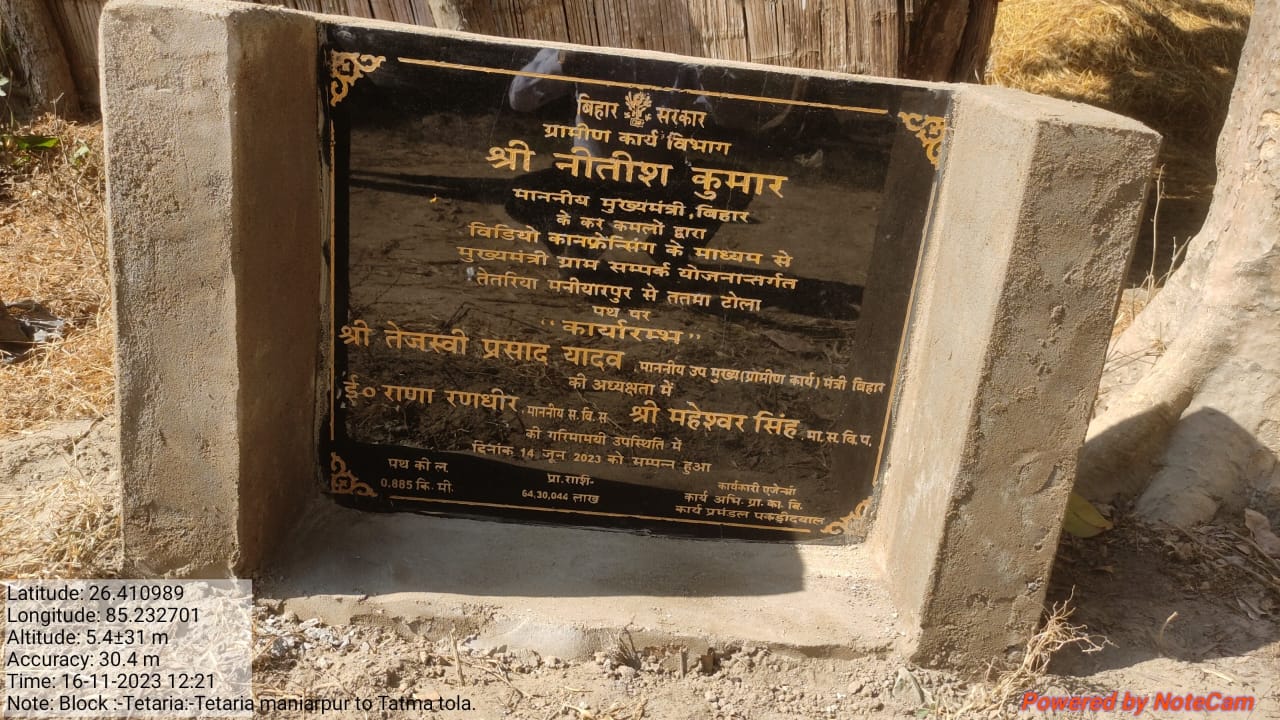 बिहार सरकार
ग्रामीण कार्य विभाग
श्री नीतीश कुमार
माननीय मुख्यमंत्री, बिहार
के कर कमलो द्वारा
विडियो कानफ्रेन्सिंग के माध्यम से
मुख्यमंत्री ग्राम सम्पर्क योजनान्सर्गत
तेतरिया मनीयारपुर से ततमा टोला
पथ पर
"कार्यारम्भ"
श्री तेजस्वी प्रसाद यादव माननीय उप मुख्य(ग्रामीण कार्य) मंत्री बिहार
की अध्यक्षता में
ई० राणा रणधीर, माननीय स. वि. स. श्री महेश्वर सिंह, मा. स. वि. प.
की गरिमामयी उपस्थिति में
दिनांक 14 जून 2023 को सम्पन्न हुआ
पथ की ल.
0.885 कि. मी.
प्रा. राशि-
64,30,044 लाख
कार्यकारी एजेन्सी
कार्य अभि. ग्रा. का. वि.
कार्य प्रमंडल पकड़ीदयाल
Latitude: 26.410989
Longitude: 85.232701
Altitude: 5.4±31 m
Accuracy: 30.4 m
Time: 16-11-2023 12:21
Note: Block :-Tetaria:-Tetaria maniarpur to Tatma tola.
Powered by NoteCam